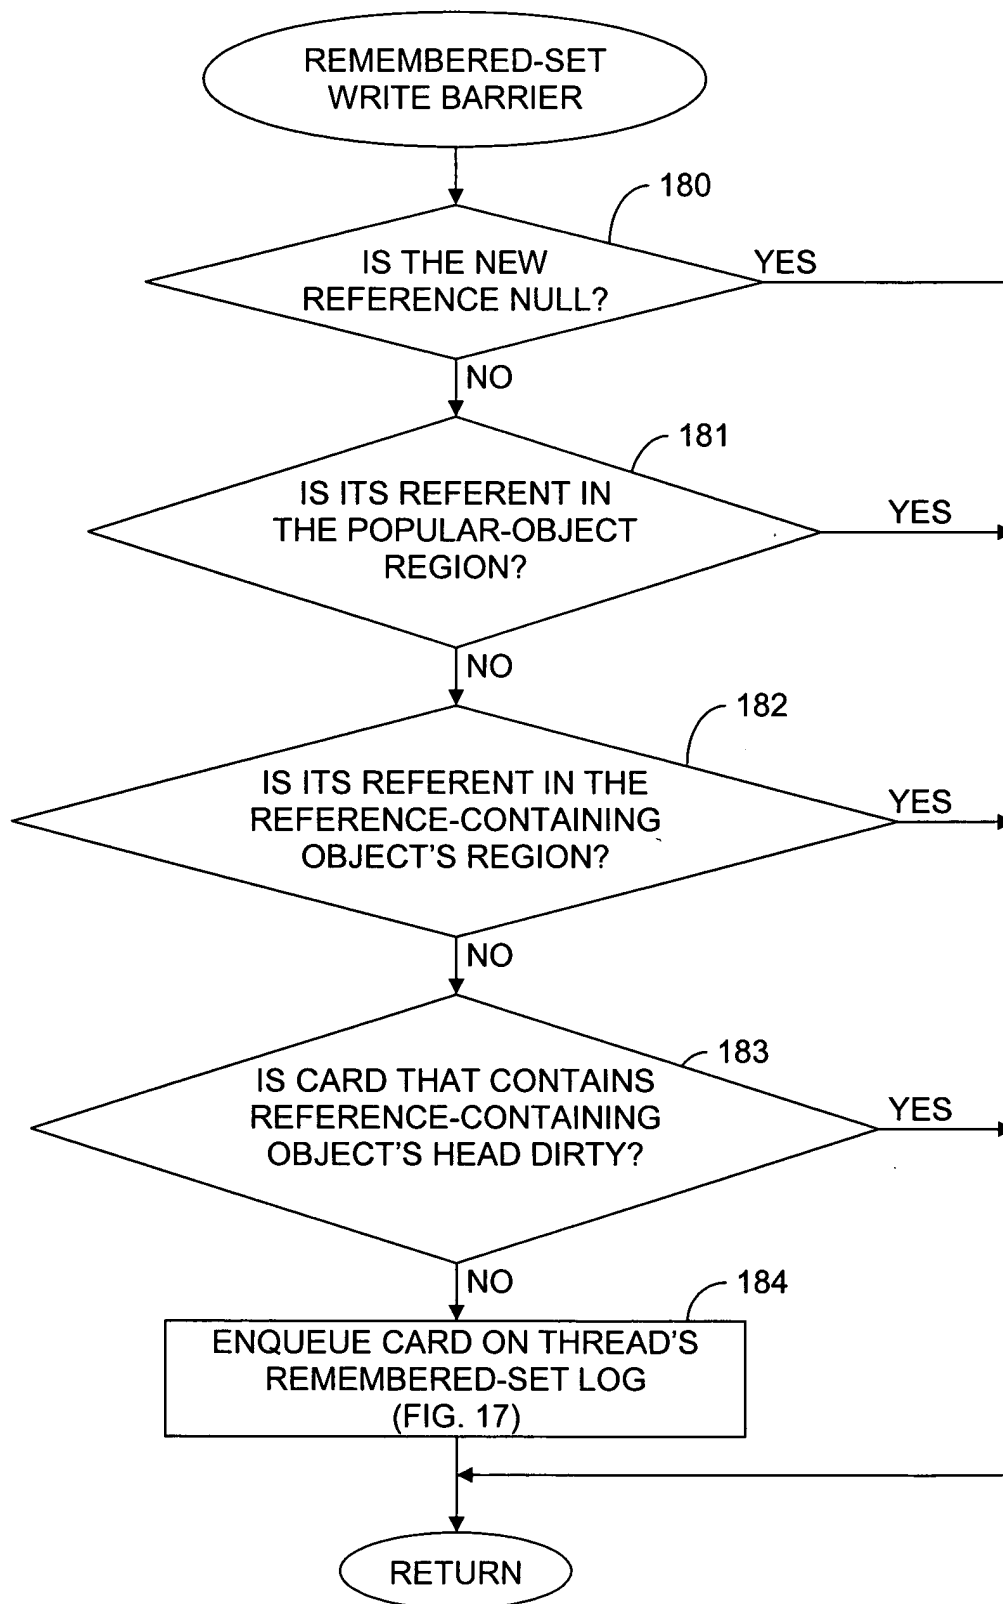 REMEMBERED-SET
WRITE BARRIER
180
IS THE NEW
REFERENCE NULL?
YES
NO
181
IS ITS REFERENT IN
THE POPULAR-OBJECT
REGION?
YES
NO
182
IS ITS REFERENT IN THE
REFERENCE-CONTAINING
OBJECT'S REGION?
YES
NO
183
IS CARD THAT CONTAINS
REFERENCE-CONTAINING
OBJECT'S HEAD DIRTY?
YES
NO
184
ENQUEUE CARD ON THREAD'S
REMEMBERED-SET LOG
(FIG. 17)
RETURN